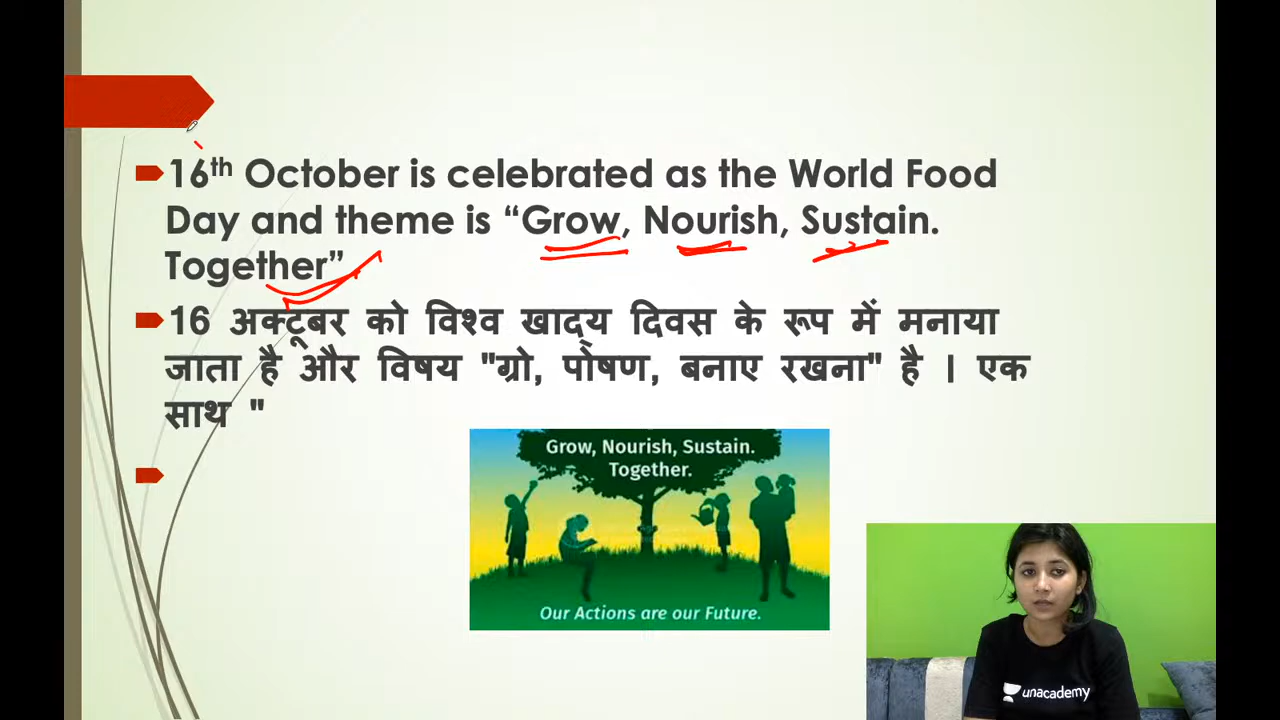 16th October is celebrated as the World Food
Day and theme is “Grow, Nourish, Sustain.
Together”
16 अक्टूबर को विश्व खाद्य दिवस के रूप में मनाया
जाता है और विषय "ग्रो, पोषण, बनाए रखना" है । एक
साथ "
Grow, Nourish, Sustain.
Together.
Our Actions are our Future.
unacademy